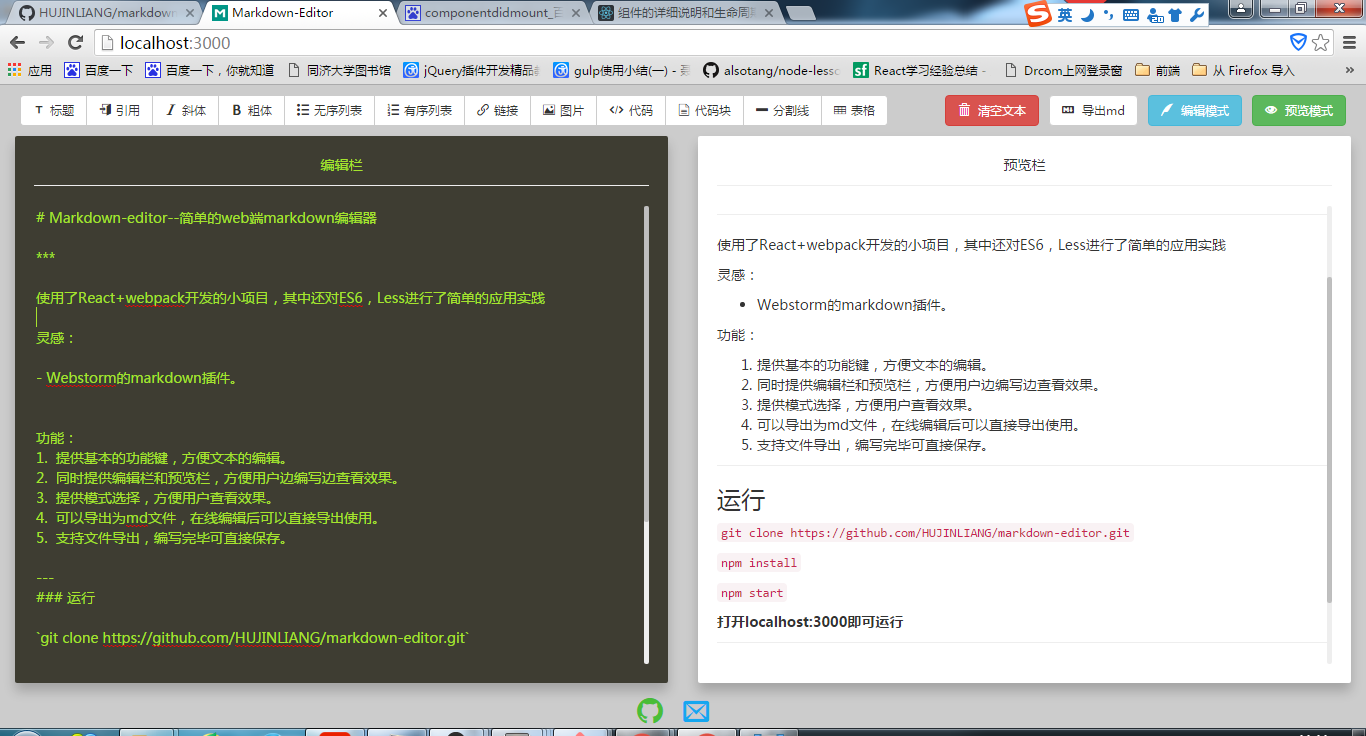 HUJINLIANG/markdown
Markdown-Editor
componentdidmount_百
组件的详细说明和生命周期
英
localhost:3000
应用
百度一下
百度一下，你就知道
同济大学图书馆
jQuery插件开发精品
gulp使用小结(一) -
alsotang/node-lessc
sf
React学习经验总结 -
Drcom上网登录窗
前端
从 Firefox 导入
»
T 标题
引用
I 斜体
B 粗体
无序列表
有序列表
链接
图片
</> 代码
代码块
分割线
表格
清空文本
导出md
编辑模式
预览模式
编辑栏
# Markdown-editor--简单的web端markdown编辑器
***
使用了React+webpack开发的小项目，其中还对ES6，Less进行了简单的应用实践
灵感：
- Webstorm的markdown插件。
功能：
1. 提供基本的功能键，方便文本的编辑。
2. 同时提供编辑栏和预览栏，方便用户边编写边查看效果。
3. 提供模式选择，方便用户查看效果。
4. 可以导出为md文件，在线编辑后可以直接导出使用。
5. 支持文件导出，编写完毕可直接保存。
---
### 运行
`git clone https://github.com/HUJINLIANG/markdown-editor.git`
预览栏
使用了React+webpack开发的小项目，其中还对ES6，Less进行了简单的应用实践
灵感：
• Webstorm的markdown插件。
功能：
1. 提供基本的功能键，方便文本的编辑。
2. 同时提供编辑栏和预览栏，方便用户边编写边查看效果。
3. 提供模式选择，方便用户查看效果。
4. 可以导出为md文件，在线编辑后可以直接导出使用。
5. 支持文件导出，编写完毕可直接保存。
运行
git clone https://github.com/HUJINLIANG/markdown-editor.git
npm install
npm start
打开localhost:3000即可运行